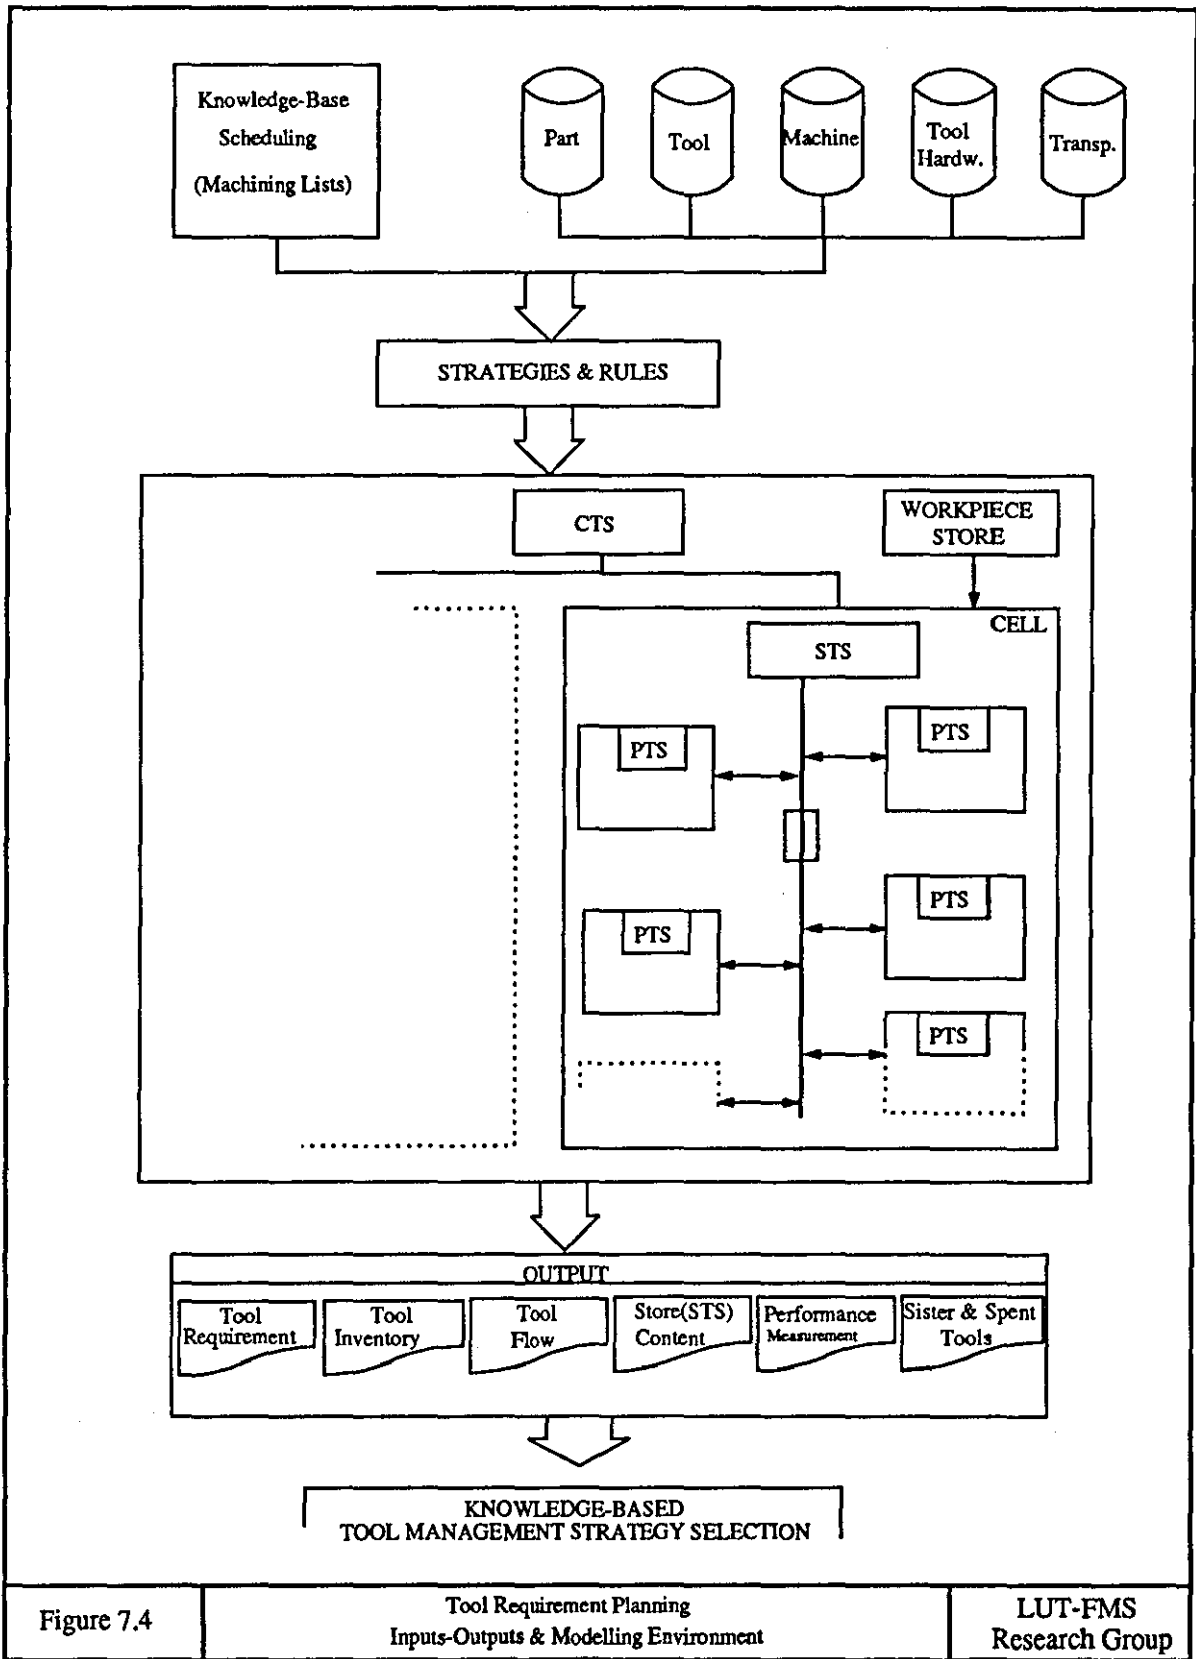 Knowledge-Base
Scheduling
(Machining Lists)
Part
Tool
Machine
Tool
Hardw.
Transp.
STRATEGIES & RULES
CTS
WORKPIECE
STORE
CELL
STS
PTS
PTS
PTS
PTS
PTS
OUTPUT
Tool
Requirement
Tool
Inventory
Tool
Flow
Store(STS)
Content
Performance
Measurement
Sister & Spent
Tools
KNOWLEDGE-BASED
TOOL MANAGEMENT STRATEGY SELECTION
Figure 7.4
Tool Requirement Planning
Inputs-Outputs & Modelling Environment
LUT-FMS
Research Group